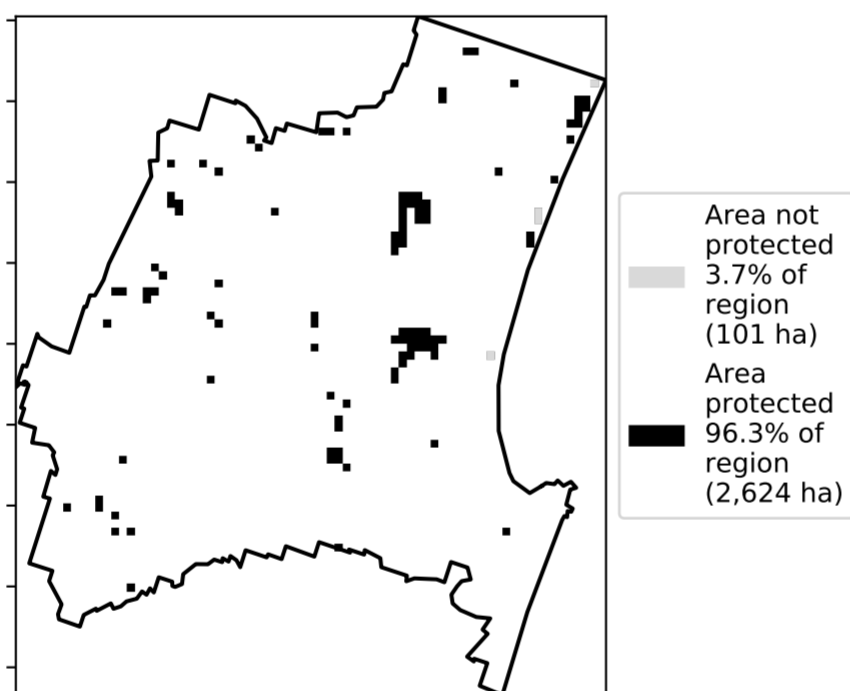 Area not
protected
3.7% of
region
(101 ha)
Area
protected
96.3% of
region
(2,624 ha)